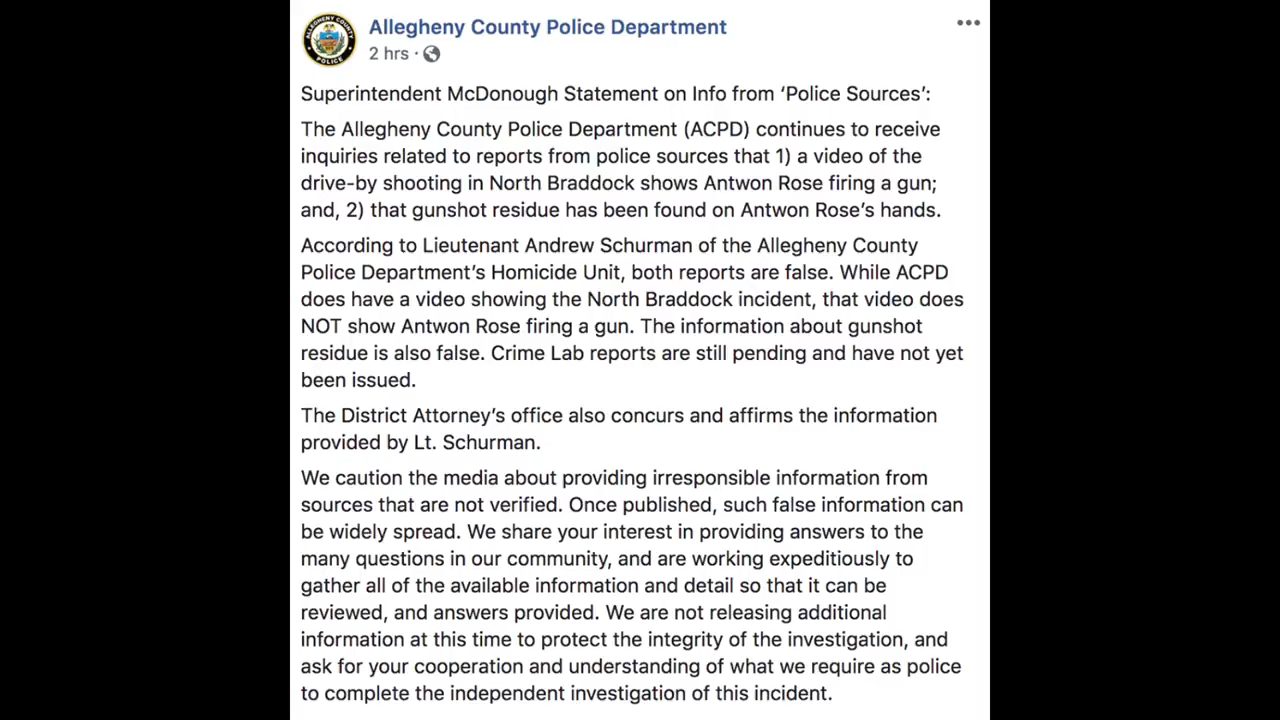 Allegheny County Police Department
2 hrs ·
Superintendent McDonough Statement on Info from ‘Police Sources’:
The Allegheny County Police Department (ACPD) continues to receive
inquiries related to reports from police sources that 1) a video of the
drive-by shooting in North Braddock shows Antwon Rose firing a gun;
and, 2) that gunshot residue has been found on Antwon Rose’s hands.
According to Lieutenant Andrew Schurman of the Allegheny County
Police Department’s Homicide Unit, both reports are false. While ACPD
does have a video showing the North Braddock incident, that video does
NOT show Antwon Rose firing a gun. The information about gunshot
residue is also false. Crime Lab reports are still pending and have not yet
been issued.
The District Attorney’s office also concurs and affirms the information
provided by Lt. Schurman.
We caution the media about providing irresponsible information from
sources that are not verified. Once published, such false information can
be widely spread. We share your interest in providing answers to the
many questions in our community, and are working expeditiously to
gather all of the available information and detail so that it can be
reviewed, and answers provided. We are not releasing additional
information at this time to protect the integrity of the investigation, and
ask for your cooperation and understanding of what we require as police
to complete the independent investigation of this incident.